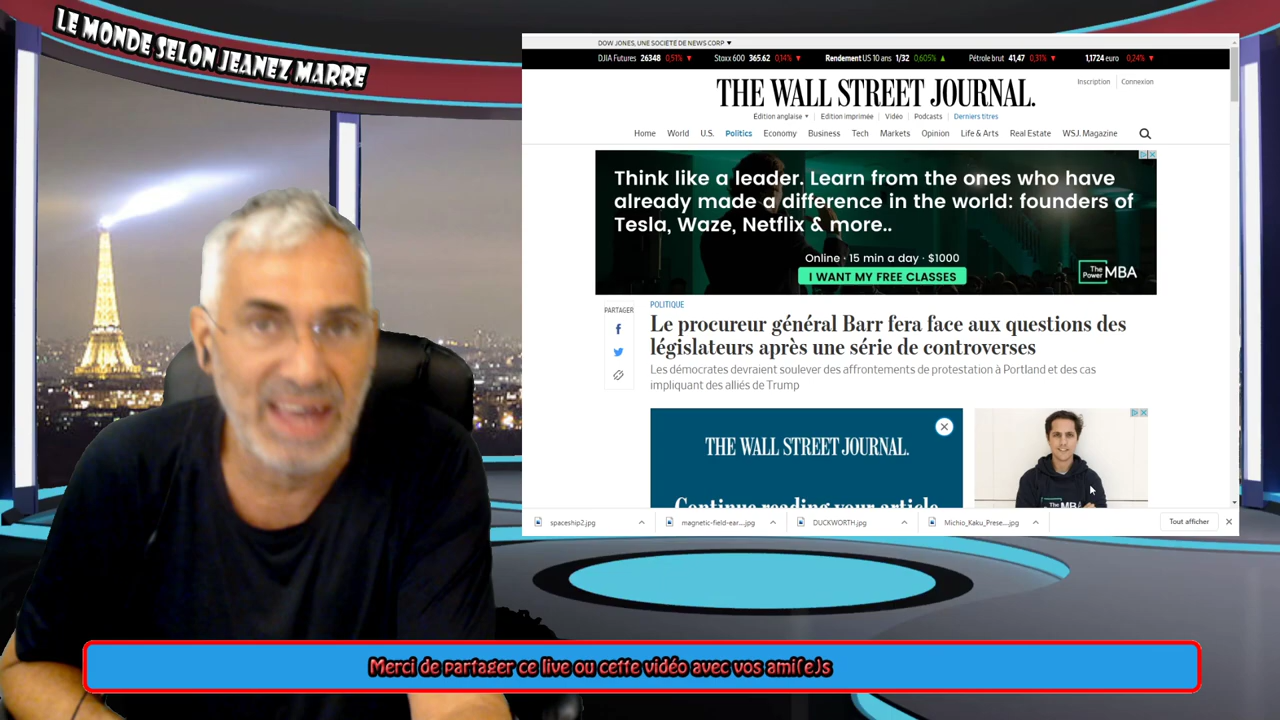 LE MONDE SELON JEANEZ MARRE
DOW JONES, UNE SOCIÉTÉ DE NEWS CORP ▼
DJIA Futures 26348 0,51% ▼ Stoxx 600 365.62 0,14% ▼ Rendement US 10 ans 1/32 0,605% ▲ Pétrole brut 41,47 0,31% ▼ 1,1724 euro 0,24% ▼
THE WALL STREET JOURNAL.
Inscription Connexion
Edition anglaise ▾ Edition imprimée Vidéo Podcasts Derniers titres
Home World U.S. Politics Economy Business Tech Markets Opinion Life & Arts Real Estate WSJ. Magazine
Think like a leader. Learn from the ones who have
already made a difference in the world: founders of
Tesla, Waze, Netflix & more..
Online · 15 min a day · $1000
I WANT MY FREE CLASSES
The Power MBA
PARTAGER
POLITIQUE
Le procureur général Barr fera face aux questions des
législateurs après une série de controverses
Les démocrates devraient soulever des affrontements de protestation à Portland et des cas
impliquant des alliés de Trump
THE WALL STREET JOURNAL.
Continue reading your article
spaceship2.jpg magnetic-field-ear....jpg DUCKWORTH.jpg Michio_Kaku_Prese....jpg Tout afficher
Merci de partager ce live ou cette vidéo avec vos ami(e)s